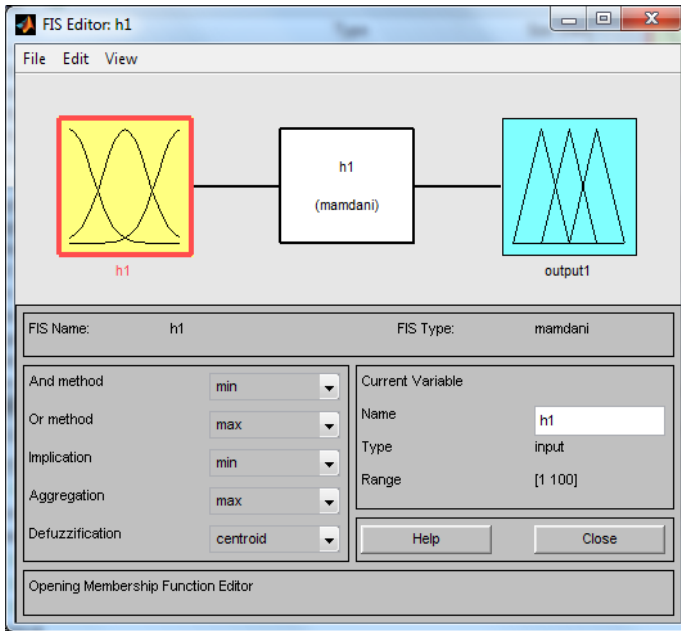 FIS Editor: h1
File Edit View
h1
(mamdani)
h1
output1
FIS Name: h1 FIS Type: mamdani
And method min
Or method max
Implication min
Aggregation max
Defuzzification centroid
Current Variable
Name h1
Type input
Range [1 100]
Help Close
Opening Membership Function Editor